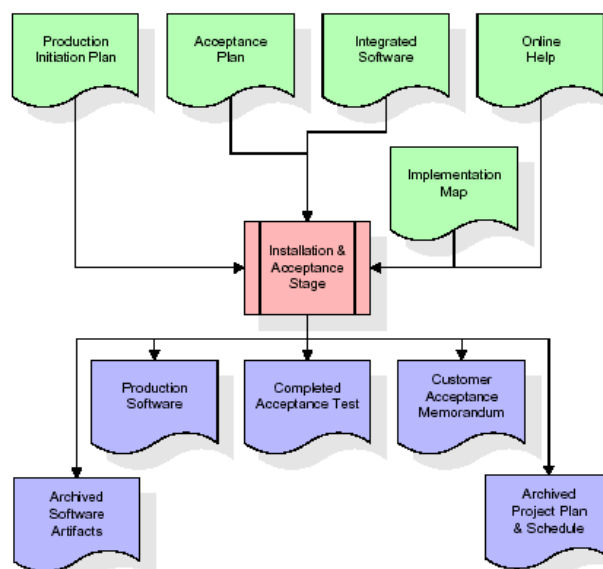 Production
Initiation Plan
Acceptance
Plan
Integrated
Software
Online
Help
Implementation
Map
Installation &
Acceptance
Stage
Production
Software
Completed
Acceptance Test
Customer
Acceptance
Memorandum
Archived
Software
Artifacts
Archived
Project Plan
& Schedule